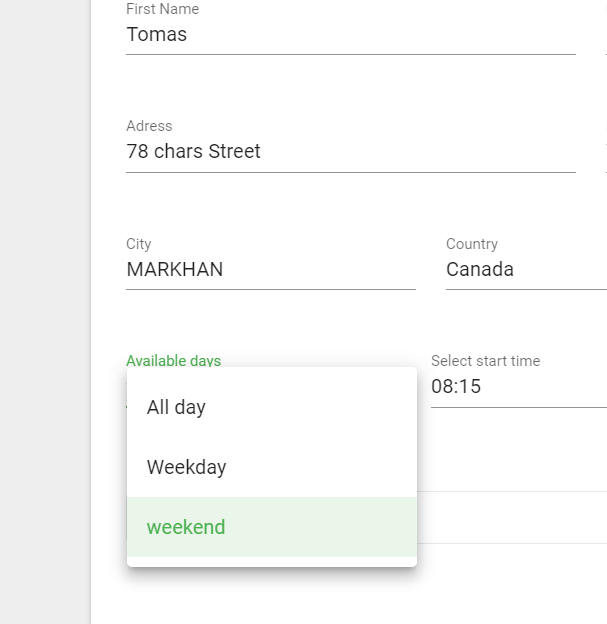 First Name
Tomas
Adress
78 chars Street
City
Country
MARKHAN
Canada
Available days
Select start time
08:15
All day
Weekday
weekend